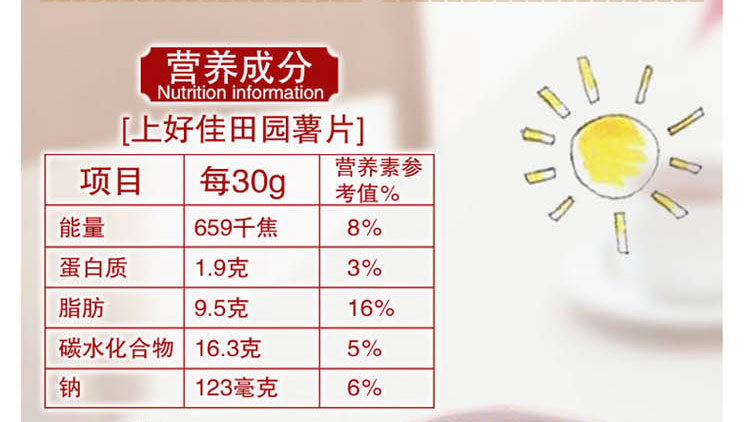 营养成分
Nutrition information
[上好佳田园薯片]
项目 每30g 营养素参考值%
能量 659千焦 8%
蛋白质 1.9克 3%
脂肪 9.5克 16%
碳水化合物 16.3克 5%
钠 123毫克 6%